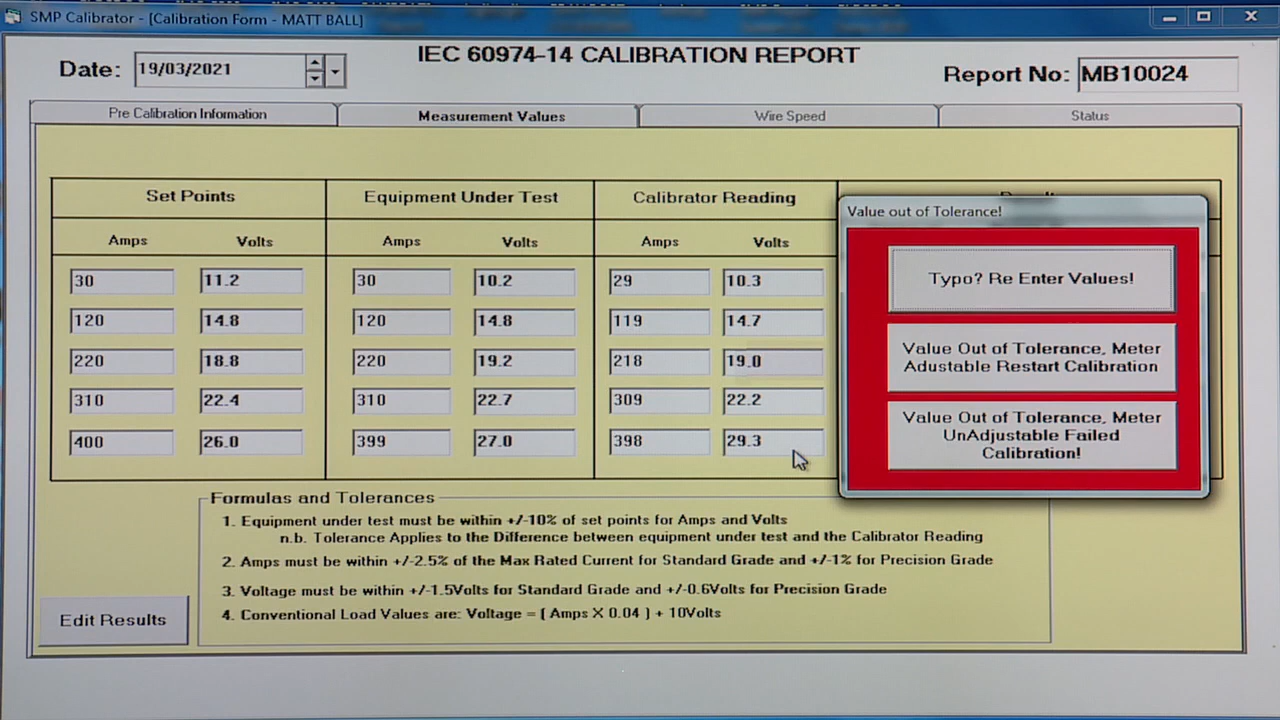 SMP Calibrator - [Calibration Form - MATT BALL]
IEC 60974-14 CALIBRATION REPORT
Date: 19/03/2021
Report No: MB10024
Pre Calibration Information Measurement Values Wire Speed Status
Set Points Equipment Under Test Calibrator Reading
Amps Volts Amps Volts Amps Volts
30 11.2 30 10.2 29 10.3
120 14.8 120 14.8 119 14.7
220 18.8 220 19.2 218 19.0
310 22.4 310 22.7 309 22.2
400 26.0 399 27.0 398 29.3
Value out of Tolerance!
Typo? Re Enter Values!
Value Out of Tolerance, Meter
Adustable Restart Calibration
Value Out of Tolerance, Meter
UnAdjustable Failed
Calibration!
Formulas and Tolerances
1. Equipment under test must be within +/-10% of set points for Amps and Volts
n.b. Tolerance Applies to the Difference between equipment under test and the Calibrator Reading
2. Amps must be within +/-2.5% of the Max Rated Current for Standard Grade and +/-1% for Precision Grade
3. Voltage must be within +/-1.5Volts for Standard Grade and +/-0.6Volts for Precision Grade
4. Conventional Load Values are: Voltage = ( Amps X 0.04 ) + 10Volts
Edit Results